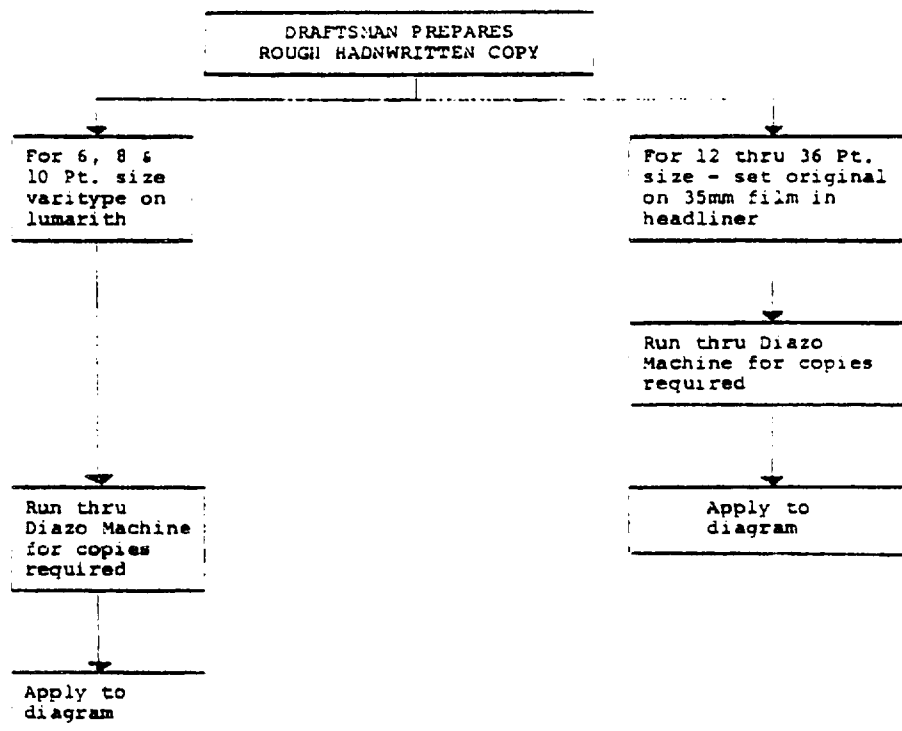 DRAFTSMAN PREPARES
ROUGH HADNWRITTEN COPY
For 6, 8 &
10 Pt. size
varitype on
lumarith
For 12 thru 36 Pt.
size - set original
on 35mm film in
headliner
Run thru Diazo
Machine for copies
required
Run thru
Diazo Machine
for copies
required
Apply to
diagram
Apply to
diagram